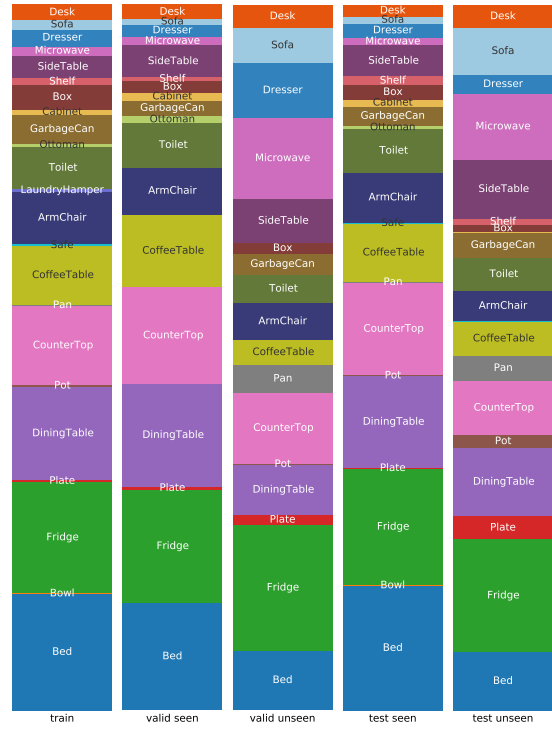 Desk
Sofa
Dresser
Microwave
SideTable
Shelf
Box
Cabinet
GarbageCan
Ottoman
Toilet
LaundryHamper
ArmChair
Safe
CoffeeTable
Pan
CounterTop
Pot
DiningTable
Plate
Fridge
Bowl
Bed
train
Desk
Sofa
Dresser
Microwave
SideTable
Shelf
Box
Cabinet
GarbageCan
Ottoman
Toilet
ArmChair
CoffeeTable
CounterTop
DiningTable
Plate
Fridge
Bed
valid seen
Desk
Sofa
Dresser
Microwave
SideTable
Box
GarbageCan
Toilet
ArmChair
CoffeeTable
Pan
CounterTop
Pot
DiningTable
Plate
Fridge
Bed
valid unseen
Desk
Sofa
Dresser
Microwave
SideTable
Shelf
Box
Cabinet
GarbageCan
Ottoman
Toilet
ArmChair
Safe
CoffeeTable
Pan
CounterTop
Pot
DiningTable
Plate
Fridge
Bowl
Bed
test seen
Desk
Sofa
Dresser
Microwave
SideTable
Shelf
Box
GarbageCan
Toilet
ArmChair
CoffeeTable
Pan
CounterTop
Pot
DiningTable
Plate
Fridge
Bed
test unseen